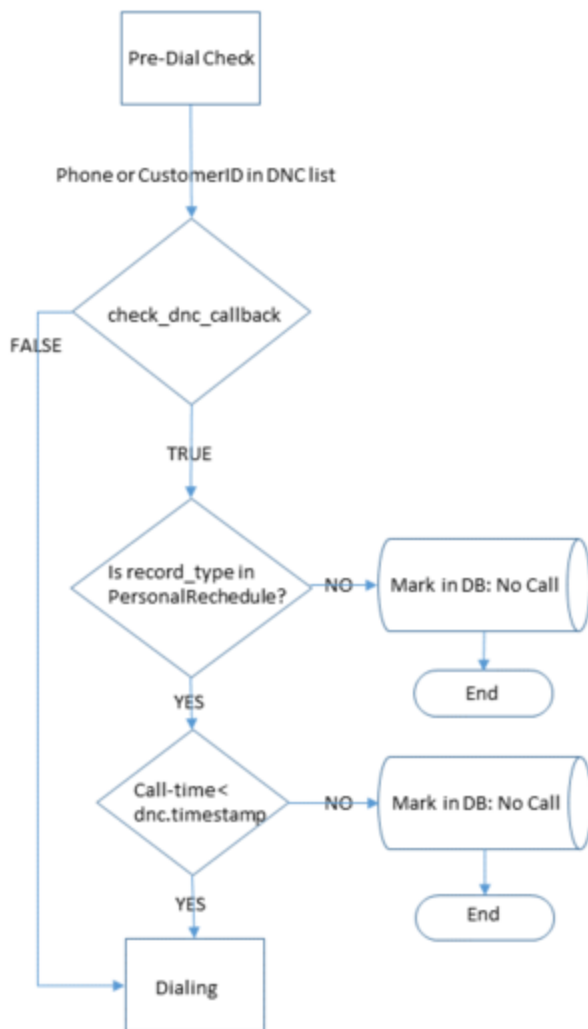 Pre-Dial Check
Phone or CustomerID in DNC list
check_dnc_callback
FALSE
TRUE
Is record_type in
PersonalRechedule?
NO
Mark in DB: No Call
End
YES
Call-time<
dnc.timestamp
NO
Mark in DB: No Call
End
YES
Dialing